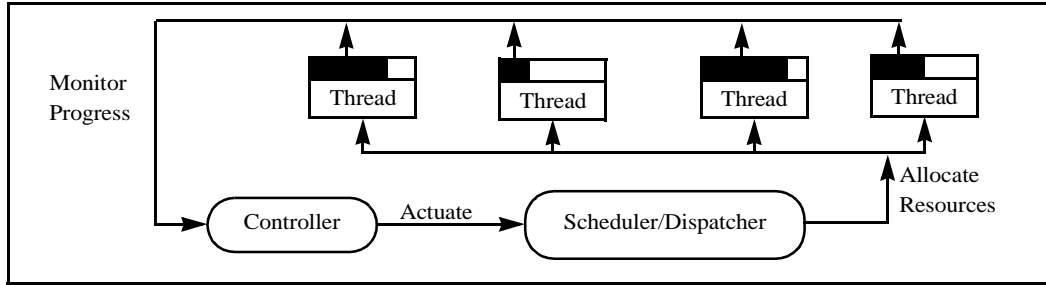 Monitor
Progress
Thread
Thread
Thread
Thread
Allocate
Resources
Controller
Actuate
Scheduler/Dispatcher